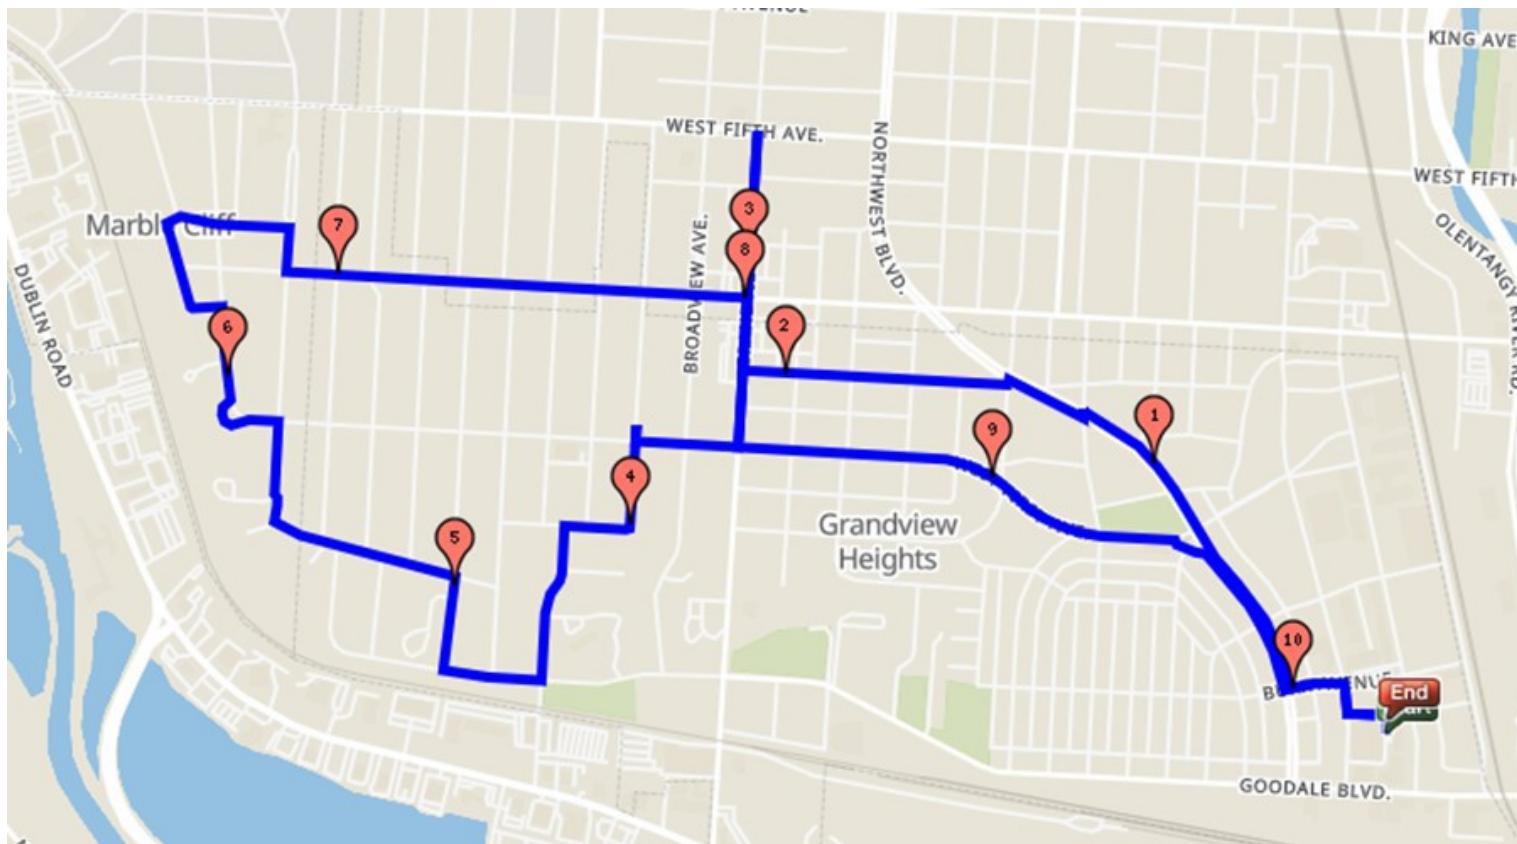 AVENUE
KING AVE
WEST FIFTH AVE.
WEST FIFTH
NORTHWEST BLVD.
OLENTANGY RIVER RD.
3
Marble Cliff
7
BROADVIEW AVE.
8
DUBLIN ROAD
6
2
1
9
4
Grandview
Heights
5
10
End
GOODALE BLVD.